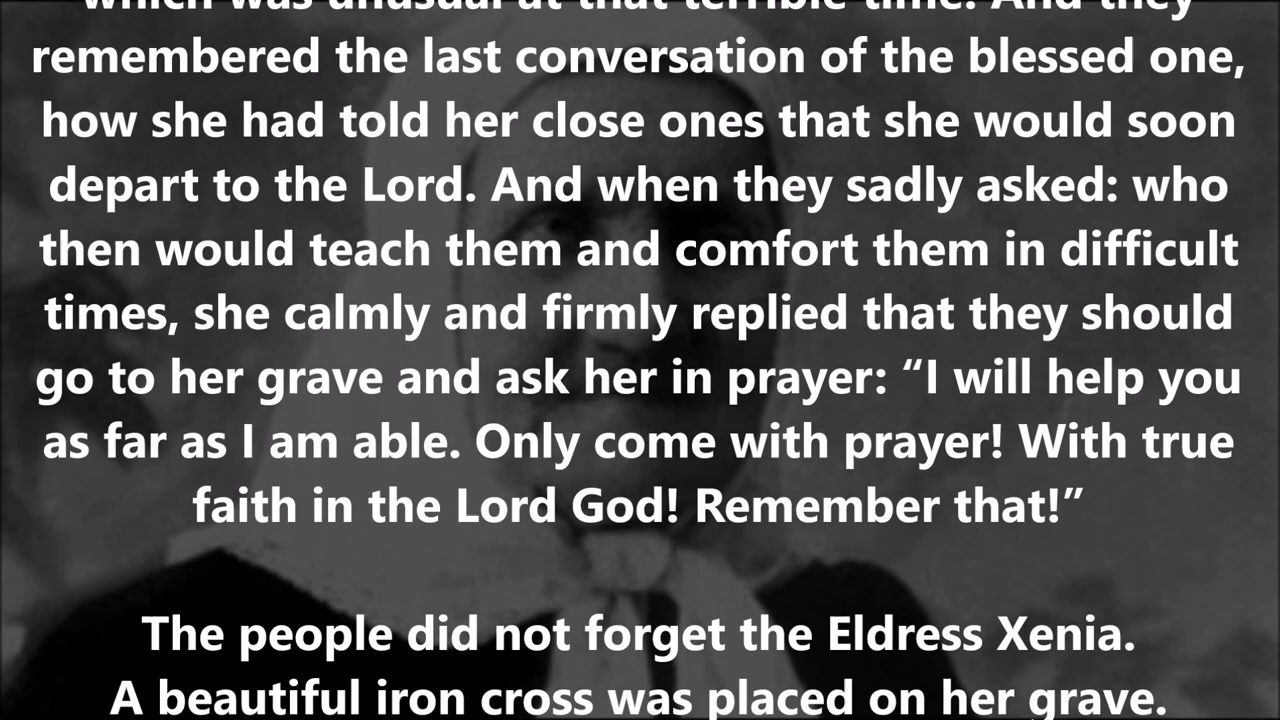 which was unusual at that terrible time. And they
remembered the last conversation of the blessed one,
how she had told her close ones that she would soon
depart to the Lord. And when they sadly asked: who
then would teach them and comfort them in difficult
times, she calmly and firmly replied that they should
go to her grave and ask her in prayer: “I will help you
as far as I am able. Only come with prayer! With true
faith in the Lord God! Remember that!”
The people did not forget the Eldress Xenia.
A beautiful iron cross was placed on her grave.